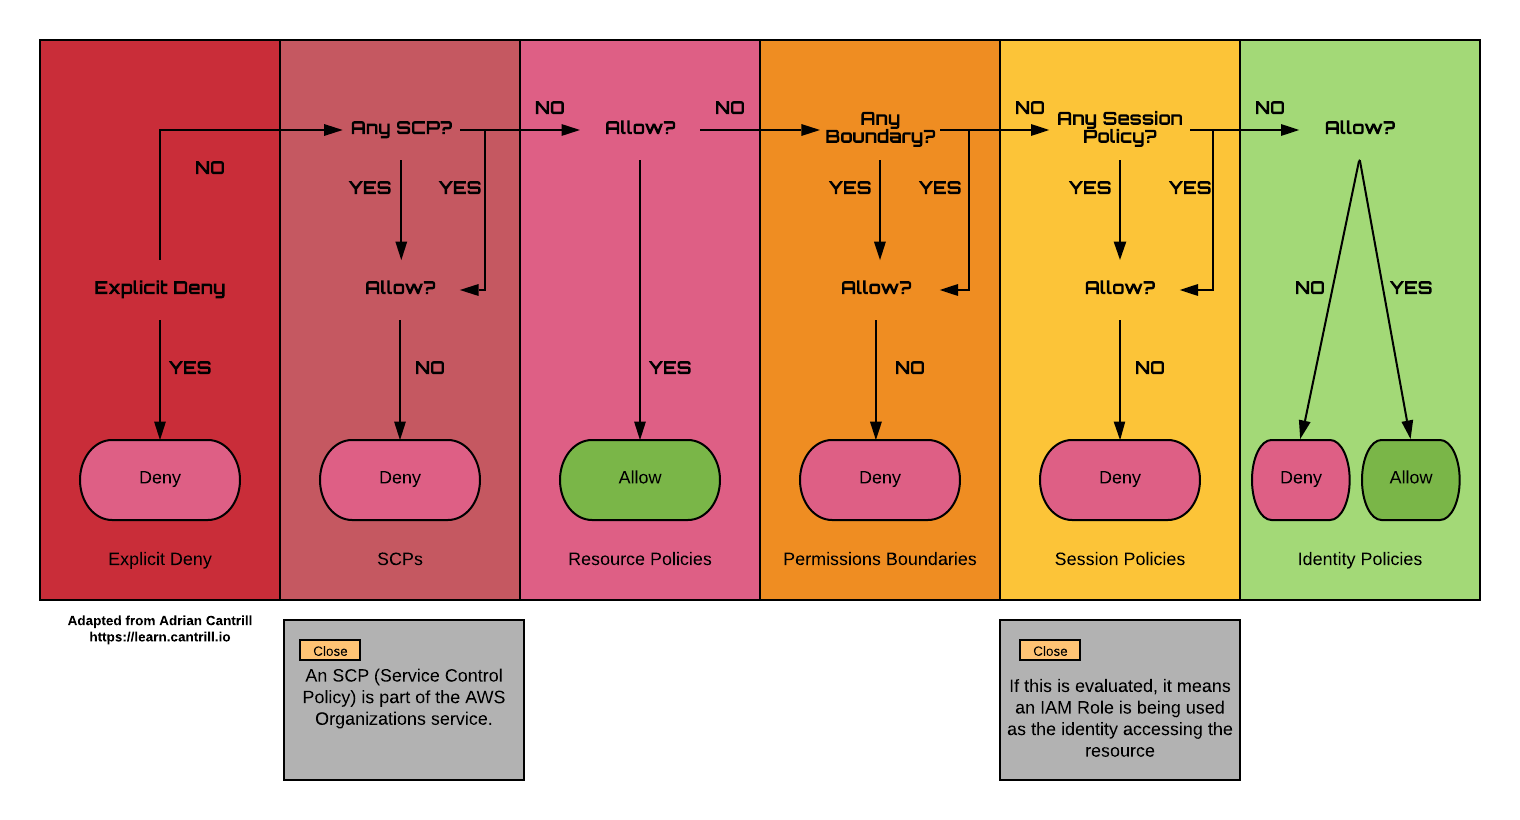 NO
NO
NO
NO
Any SCP?
Allow?
Any
Boundary?
Any Session
Policy?
Allow?
NO
YES
YES
YES
YES
YES
YES
Explicit Deny
Allow?
Allow?
Allow?
NO
YES
YES
NO
YES
NO
NO
Deny
Deny
Allow
Deny
Deny
Deny
Allow
Explicit Deny
SCPs
Resource Policies
Permissions Boundaries
Session Policies
Identity Policies
Adapted from Adrian Cantrill
https://learn.cantrill.io
Close
An SCP (Service Control
Policy) is part of the AWS
Organizations service.
Close
If this is evaluated, it means
an IAM Role is being used
as the identity accessing the
resource